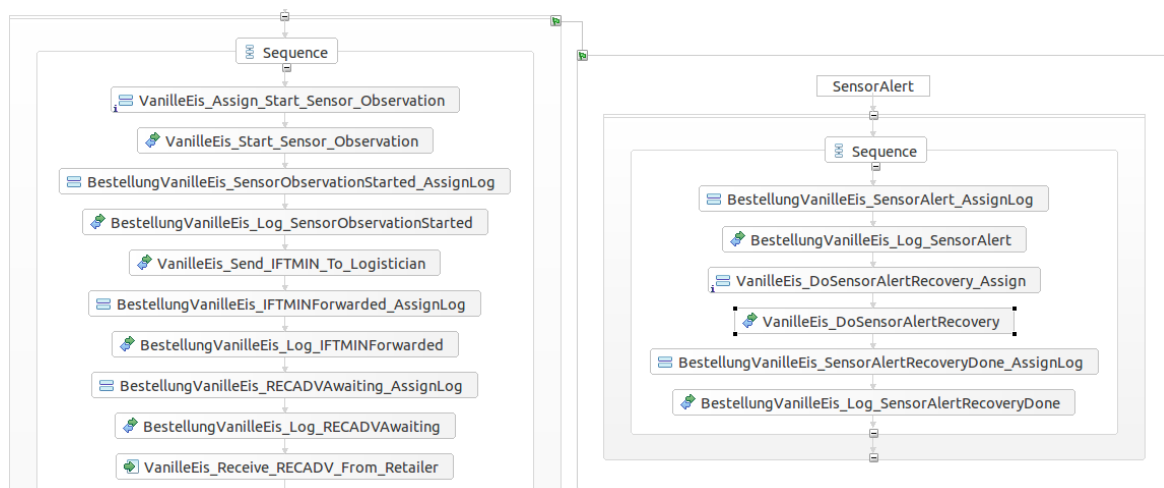 Sequence
VanilleEis_Assign_Start_Sensor_Observation
VanilleEis_Start_Sensor_Observation
BestellungVanilleEis_SensorObservationStarted_AssignLog
BestellungVanilleEis_Log_SensorObservationStarted
VanilleEis_Send_IFTMIN_To_Logistician
BestellungVanilleEis_IFTMINForwarded_AssignLog
BestellungVanilleEis_Log_IFTMINForwarded
BestellungVanilleEis_RECADVAwaiting_AssignLog
BestellungVanilleEis_Log_RECADVAwaiting
VanilleEis_Receive_RECADV_From_Retailer
SensorAlert
Sequence
BestellungVanilleEis_SensorAlert_AssignLog
BestellungVanilleEis_Log_SensorAlert
VanilleEis_DoSensorAlertRecovery_Assign
VanilleEis_DoSensorAlertRecovery
BestellungVanilleEis_SensorAlertRecoveryDone_AssignLog
BestellungVanilleEis_Log_SensorAlertRecoveryDone